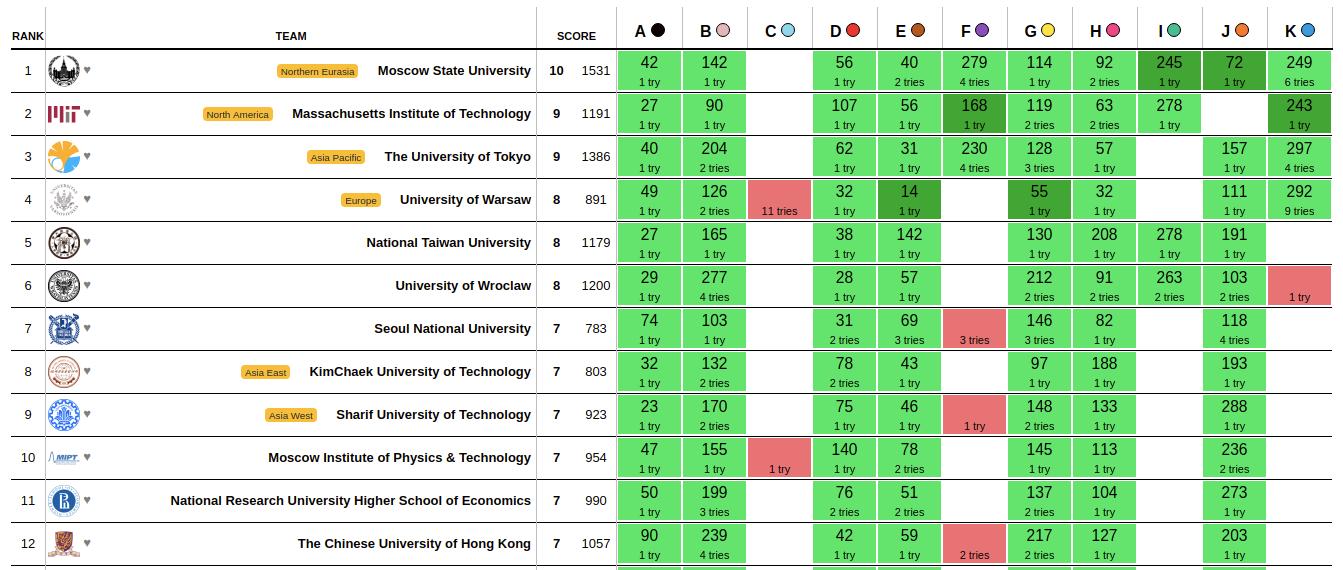 RANK TEAM SCORE A B C D E F G H I J K
1 Northern Eurasia Moscow State University 10 1531 42 142 56 40 279 114 92 245 72 249
1 try 1 try 1 try 2 tries 4 tries 1 try 2 tries 1 try 1 try 6 tries
2 MIT North America Massachusetts Institute of Technology 9 1191 27 90 107 56 168 119 63 278 243
1 try 1 try 1 try 1 try 1 try 2 tries 2 tries 1 try 1 try
3 Asia Pacific The University of Tokyo 9 1386 40 204 62 31 230 128 57 157 297
1 try 2 tries 1 try 1 try 4 tries 3 tries 1 try 1 try 4 tries
4 Europe University of Warsaw 8 891 49 126 32 14 55 32 111 292
1 try 2 tries 11 tries 1 try 1 try 1 try 1 try 1 try 9 tries
5 National Taiwan University 8 1179 27 165 38 142 130 208 278 191
1 try 1 try 1 try 1 try 1 try 1 try 1 try 1 try
6 University of Wroclaw 8 1200 29 277 28 57 212 91 263 103
1 try 4 tries 1 try 1 try 2 tries 2 tries 2 tries 2 tries 1 try
7 Seoul National University 7 783 74 103 31 69 146 82 118
1 try 1 try 2 tries 3 tries 3 tries 3 tries 1 try 4 tries
8 Asia East KimChaek University of Technology 7 803 32 132 78 43 97 188 193
1 try 2 tries 2 tries 1 try 1 try 1 try 1 try
9 Asia West Sharif University of Technology 7 923 23 170 75 46 148 133 288
1 try 2 tries 1 try 1 try 1 try 2 tries 1 try 1 try
10 MIPT Moscow Institute of Physics & Technology 7 954 47 155 140 78 145 113 236
1 try 1 try 1 try 1 try 2 tries 1 try 1 try 2 tries
11 National Research University Higher School of Economics 7 990 50 199 76 51 137 104 273
1 try 3 tries 2 tries 2 tries 2 tries 1 try 1 try
12 The Chinese University of Hong Kong 7 1057 90 239 42 59 217 127 203
1 try 4 tries 1 try 1 try 2 tries 2 tries 1 try 1 try